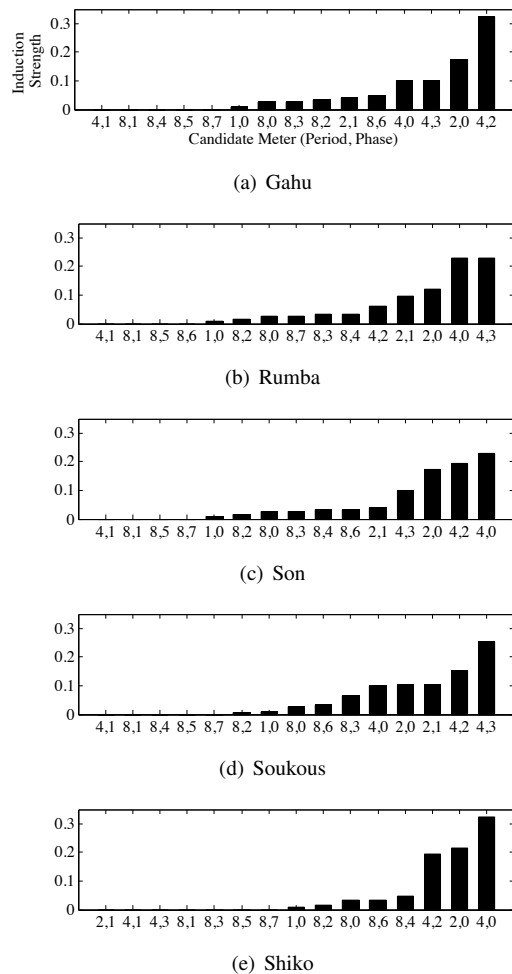 Induction
Strength
0.3
0.2
0.1
0
4,1 8,1 8,4 8,5 8,7 1,0 8,0 8,3 8,2 2,1 8,6 4,0 4,3 2,0 4,2
Candidate Meter (Period, Phase)
(a) Gahu
0.3
0.2
0.1
0
4,1 8,1 8,5 8,6 1,0 8,2 8,0 8,7 8,3 8,4 4,2 2,1 2,0 4,0 4,3
(b) Rumba
0.3
0.2
0.1
0
4,1 8,1 8,5 8,7 1,0 8,2 8,0 8,3 8,4 8,6 2,1 4,3 2,0 4,2 4,0
(c) Son
0.3
0.2
0.1
0
4,1 8,1 8,4 8,5 8,7 8,2 1,0 8,0 8,6 8,3 4,0 2,0 2,1 4,2 4,3
(d) Soukous
0.3
0.2
0.1
0
2,1 4,1 4,3 8,1 8,3 8,5 8,7 1,0 8,2 8,0 8,6 8,4 4,2 2,0 4,0
(e) Shiko